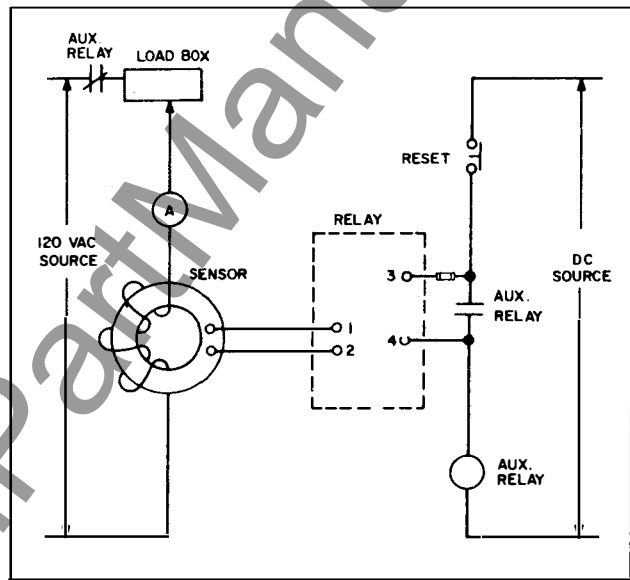 AUX.
RELAY
LOAD BOX
RESET
A
RELAY
120 VAC
SOURCE
DC
SOURCE
SENSOR
3
AUX.
RELAY
1
2
4
AUX.
RELAY
PartManu